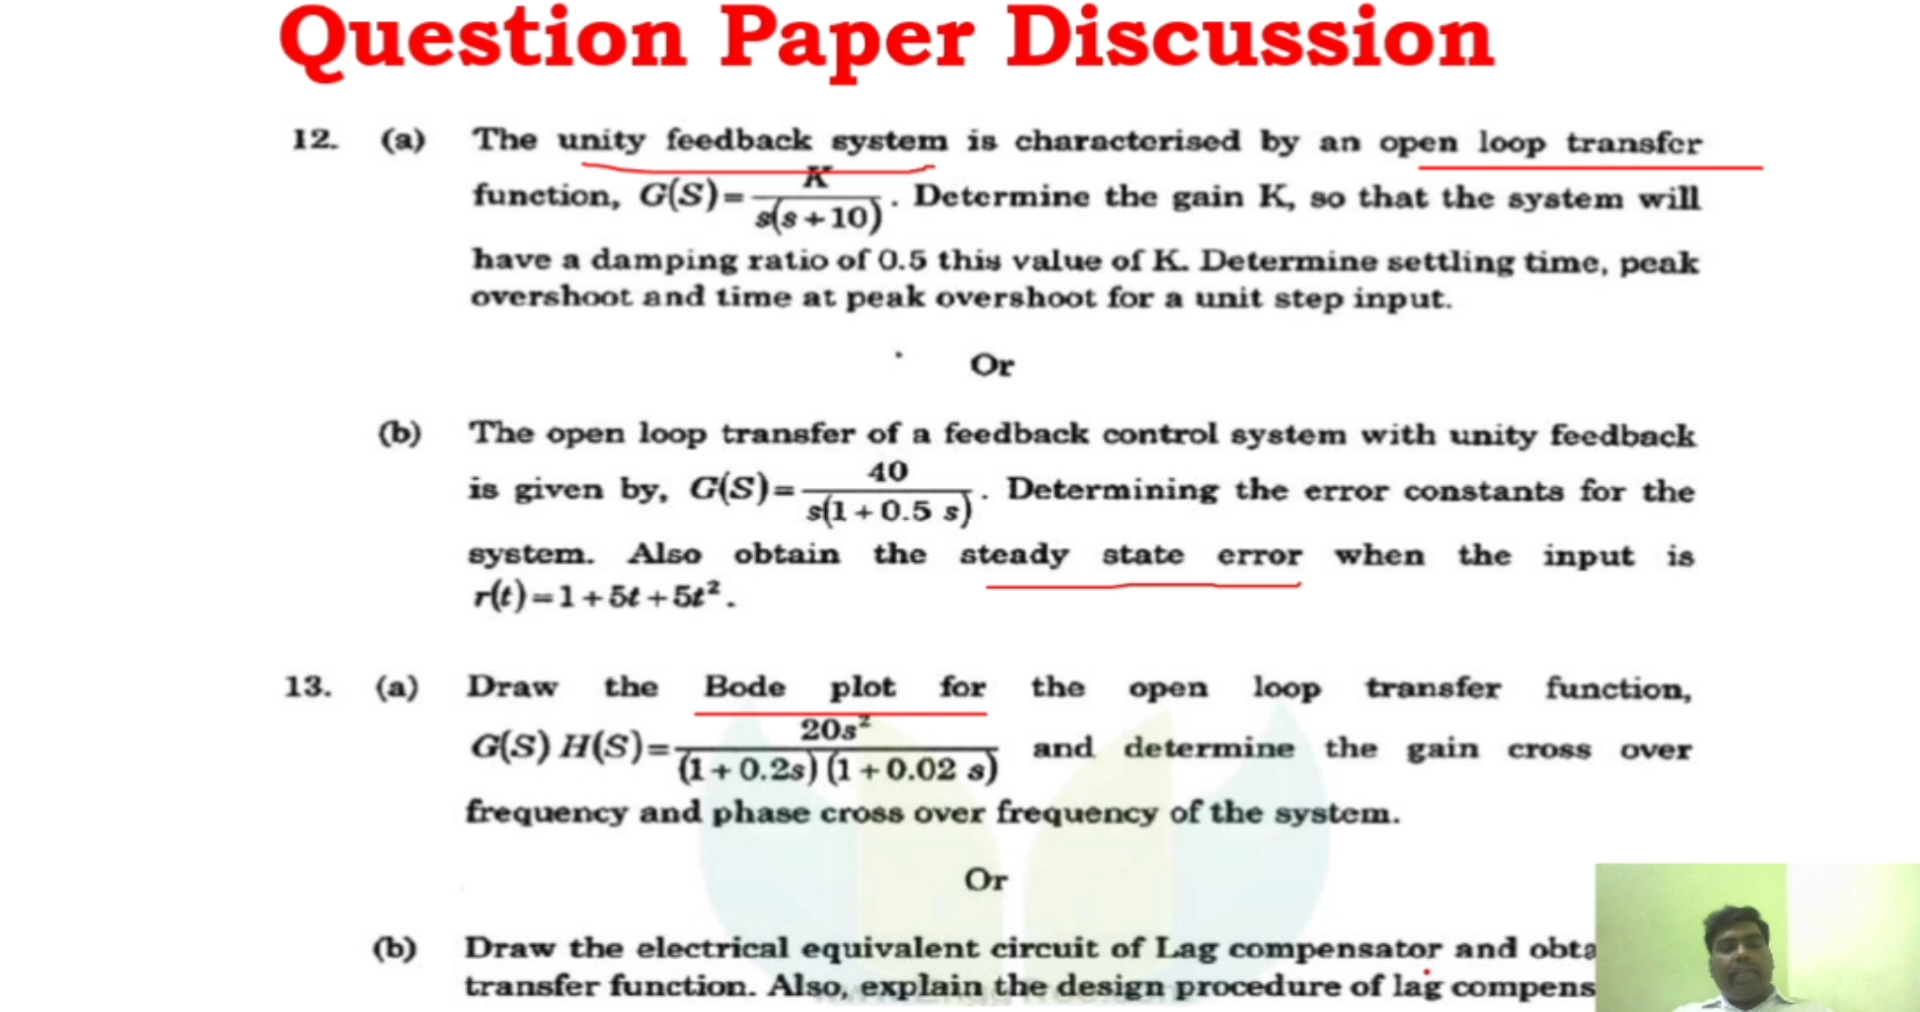 Question Paper Discussion
12. (a) The unity feedback system is characterised by an open loop transfer
function, G(S)= K / s(s+10) . Determine the gain K, so that the system will
have a damping ratio of 0.5 this value of K. Determine settling time, peak
overshoot and time at peak overshoot for a unit step input.
Or
(b) The open loop transfer of a feedback control system with unity feedback
is given by, G(S)= 40 / s(1+0.5 s) . Determining the error constants for the
system. Also obtain the steady state error when the input is
r(t)=1+5t+5t².
13. (a) Draw the Bode plot for the open loop transfer function,
G(S) H(S)= 20s² / (1+0.2s) (1+0.02 s) and determine the gain cross over
frequency and phase cross over frequency of the system.
Or
(b) Draw the electrical equivalent circuit of Lag compensator and obta
transfer function. Also, explain the design procedure of lag compens